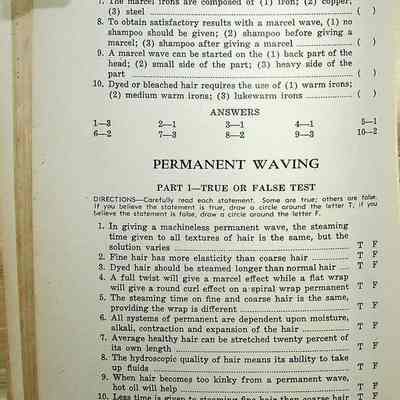 7. The marcel irons are composed of (1) iron; (2) copper;
(3) steel ( )
8. To obtain satisfactory results with a marcel wave, (1) no
shampoo should be given; (2) shampoo before giving a
marcel; (3) shampoo after giving a marcel ( )
9. A marcel wave can be started on the (1) back part of the
head; (2) small side of the part; (3) heavy side of the
part ( )
10. Dyed or bleached hair requires the use of (1) warm irons;
(2) medium warm irons; (3) lukewarm irons ( )
ANSWERS
1—3 2—1 3—1 4—1 5—1
6—2 7—3 8—2 9—3 10—2
PERMANENT WAVING
PART 1—TRUE OR FALSE TEST
DIRECTIONS—Carefully read each statement. Some are true; others are false.
If you believe the statement is true, draw a circle around the letter T; if you
believe the statement is false, draw a circle around the letter F.
1. In giving a machineless permanent wave, the steaming
time given to all textures of hair is the same, but the
solution varies T F
2. Fine hair has more elasticity than coarse hair T F
3. Dyed hair should be steamed longer than normal hair T F
4. A full twist will give a marcel effect while a flat wrap
will give a round curl effect on a spiral wrap permanent T F
5. The steaming time on fine and coarse hair is the same,
providing the wrap is different T F
6. All systems of permanents are dependent upon moisture,
alkali, contraction and expansion of the hair T F
7. Average healthy hair can be stretched twenty percent of
its own length T F
8. The hydroscopic quality of hair means its ability to take
up fluids T F
9. When hair becomes too kinky from a permanent wave,
hot oil will help T F
10. Less time is given to steaming fine hair then coarse hair T F